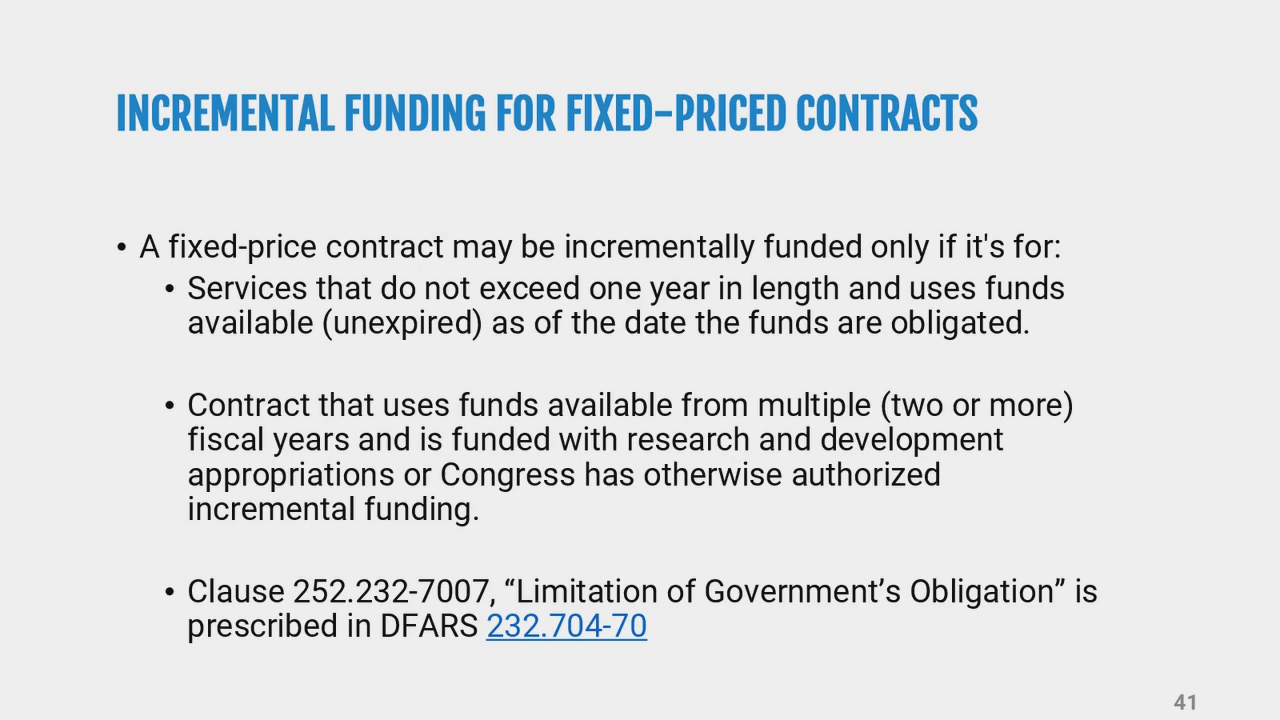 INCREMENTAL FUNDING FOR FIXED-PRICED CONTRACTS
• A fixed-price contract may be incrementally funded only if it's for:
• Services that do not exceed one year in length and uses funds
available (unexpired) as of the date the funds are obligated.
• Contract that uses funds available from multiple (two or more)
fiscal years and is funded with research and development
appropriations or Congress has otherwise authorized
incremental funding.
• Clause 252.232-7007, “Limitation of Government’s Obligation” is
prescribed in DFARS 232.704-70
41